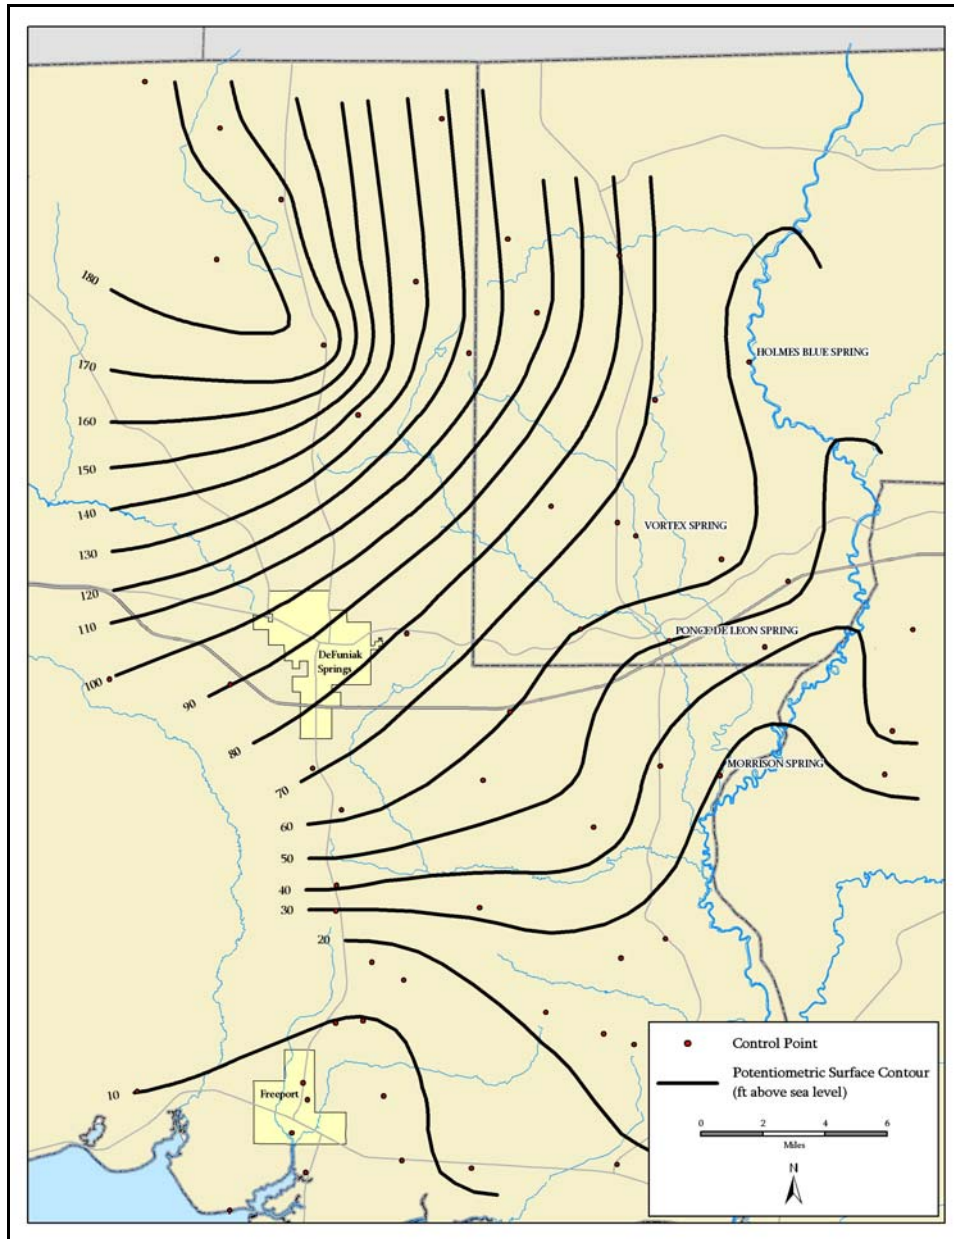 180
170
160
150
140
130
120
110
100
90
80
70
60
50
40
30
20
10
HOLMES BLUE SPRING
VORTEX SPRING
PONCE DE LEON SPRING
DeFuniak
Springs
MORRISON SPRING
Freeport
Control Point
Potentiometric Surface Contour
(ft above sea level)
0 2 4 6
Miles
N